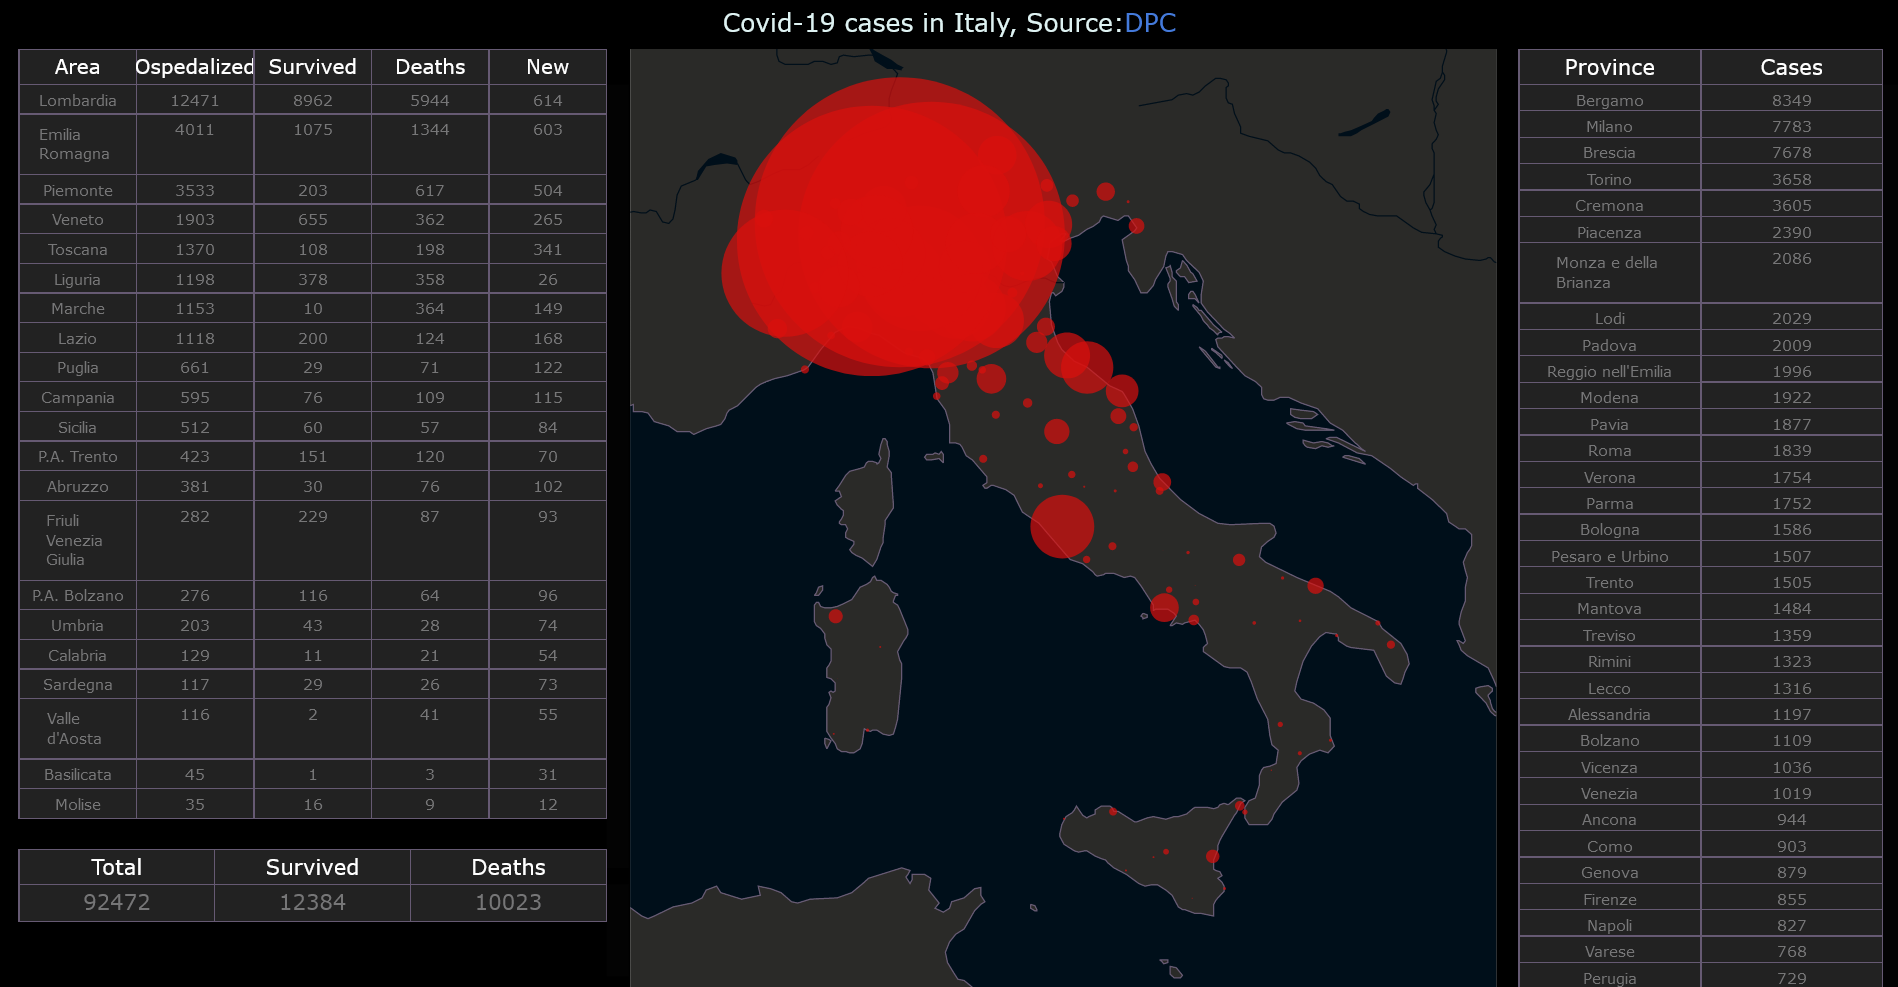 Covid-19 cases in Italy, Source:DPC
Area Ospedalized Survived Deaths New
Lombardia 12471 8962 5944 614
Emilia Romagna 4011 1075 1344 603
Piemonte 3533 203 617 504
Veneto 1903 655 362 265
Toscana 1370 108 198 341
Liguria 1198 378 358 26
Marche 1153 10 364 149
Lazio 1118 200 124 168
Puglia 661 29 71 122
Campania 595 76 109 115
Sicilia 512 60 57 84
P.A. Trento 423 151 120 70
Abruzzo 381 30 76 102
Friuli Venezia Giulia 282 229 87 93
P.A. Bolzano 276 116 64 96
Umbria 203 43 28 74
Calabria 129 11 21 54
Sardegna 117 29 26 73
Valle d'Aosta 116 2 41 55
Basilicata 45 1 3 31
Molise 35 16 9 12
Total Survived Deaths
92472 12384 10023
Province Cases
Bergamo 8349
Milano 7783
Brescia 7678
Torino 3658
Cremona 3605
Piacenza 2390
Monza e della Brianza 2086
Lodi 2029
Padova 2009
Reggio nell'Emilia 1996
Modena 1922
Pavia 1877
Roma 1839
Verona 1754
Parma 1752
Bologna 1586
Pesaro e Urbino 1507
Trento 1505
Mantova 1484
Treviso 1359
Rimini 1323
Lecco 1316
Alessandria 1197
Bolzano 1109
Vicenza 1036
Venezia 1019
Ancona 944
Como 903
Genova 879
Firenze 855
Napoli 827
Varese 768
Perugia 729